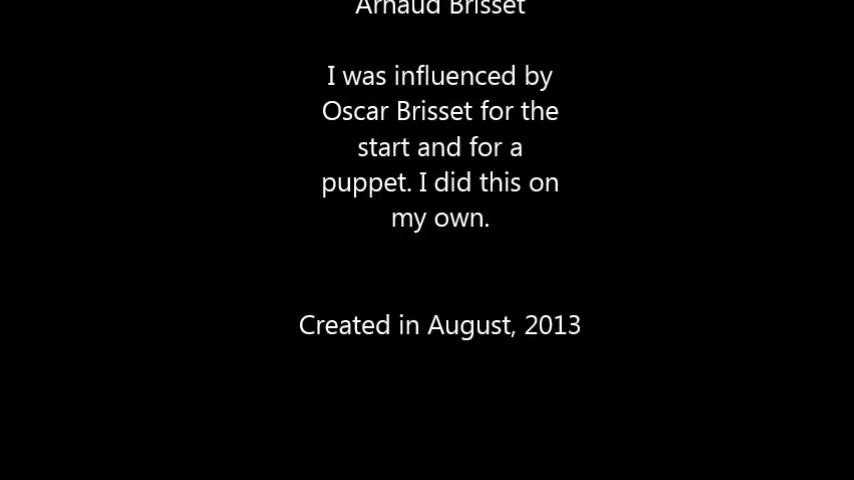 Arnaud Brisset
I was influenced by
Oscar Brisset for the
start and for a
puppet. I did this on
my own.
Created in August, 2013